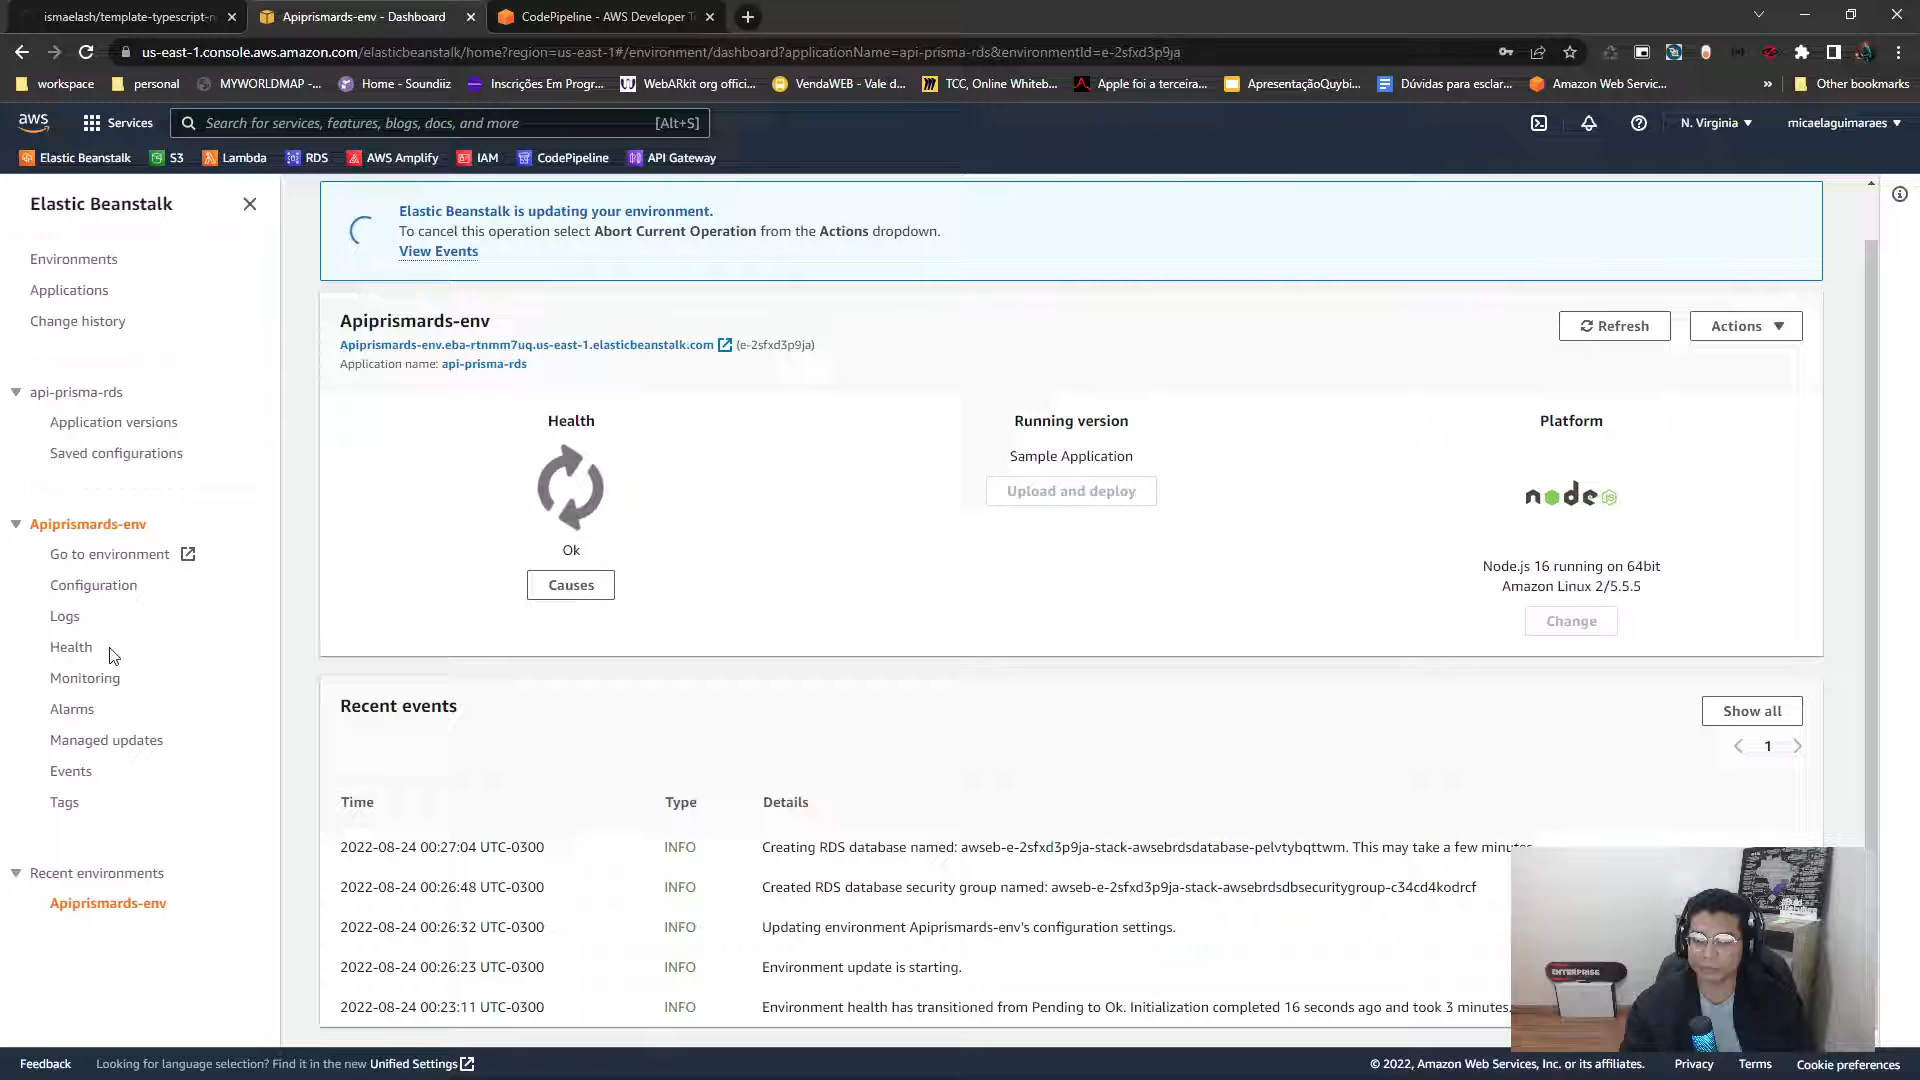 ismaelash/template-typescript-n
Apiprismards-env - Dashboard
CodePipeline - AWS Developer T
us-east-1.console.aws.amazon.com/elasticbeanstalk/home?region=us-east-1#/environment/dashboard?applicationName=api-prisma-rds&environmentId=e-2sfxd3p9ja
workspace
personal
MYWORLDMAP -...
Home - Soundiiz
Inscrições Em Progr...
WebARkit org offici...
VendaWEB - Vale d...
TCC, Online Whiteb...
Apple foi a terceira...
ApresentaçãoQuybi...
Dúvidas para esclar...
Amazon Web Servic...
»
Other bookmarks
aws
Services
Search for services, features, blogs, docs, and more
[Alt+S]
N. Virginia
micaelaguimaraes
Elastic Beanstalk
S3
Lambda
RDS
AWS Amplify
IAM
CodePipeline
API Gateway
Elastic Beanstalk
Environments
Applications
Change history
api-prisma-rds
Application versions
Saved configurations
Apiprismards-env
Go to environment
Configuration
Logs
Health
Monitoring
Alarms
Managed updates
Events
Tags
Recent environments
Apiprismards-env
Elastic Beanstalk is updating your environment.
To cancel this operation select Abort Current Operation from the Actions dropdown.
View Events
Apiprismards-env
Apiprismards-env.eba-rtnmm7uq.us-east-1.elasticbeanstalk.com (e-2sfxd3p9ja)
Application name: api-prisma-rds
Refresh
Actions
Health
Ok
Causes
Running version
Sample Application
Upload and deploy
Platform
node
Node.js 16 running on 64bit
Amazon Linux 2/5.5.5
Change
Recent events
Show all
1
Time Type Details
2022-08-24 00:27:04 UTC-0300 INFO Creating RDS database named: awseb-e-2sfxd3p9ja-stack-awsebrdsdatabase-pelvtybqttwm. This may take a few minutes
2022-08-24 00:26:48 UTC-0300 INFO Created RDS database security group named: awseb-e-2sfxd3p9ja-stack-awsebrdsdbsecuritygroup-c34cd4kodrcf
2022-08-24 00:26:32 UTC-0300 INFO Updating environment Apiprismards-env's configuration settings.
2022-08-24 00:26:23 UTC-0300 INFO Environment update is starting.
2022-08-24 00:23:11 UTC-0300 INFO Environment health has transitioned from Pending to Ok. Initialization completed 16 seconds ago and took 3 minutes.
ENTERPRISE
Feedback
Looking for language selection? Find it in the new Unified Settings
© 2022, Amazon Web Services, Inc. or its affiliates.
Privacy
Terms
Cookie preferences